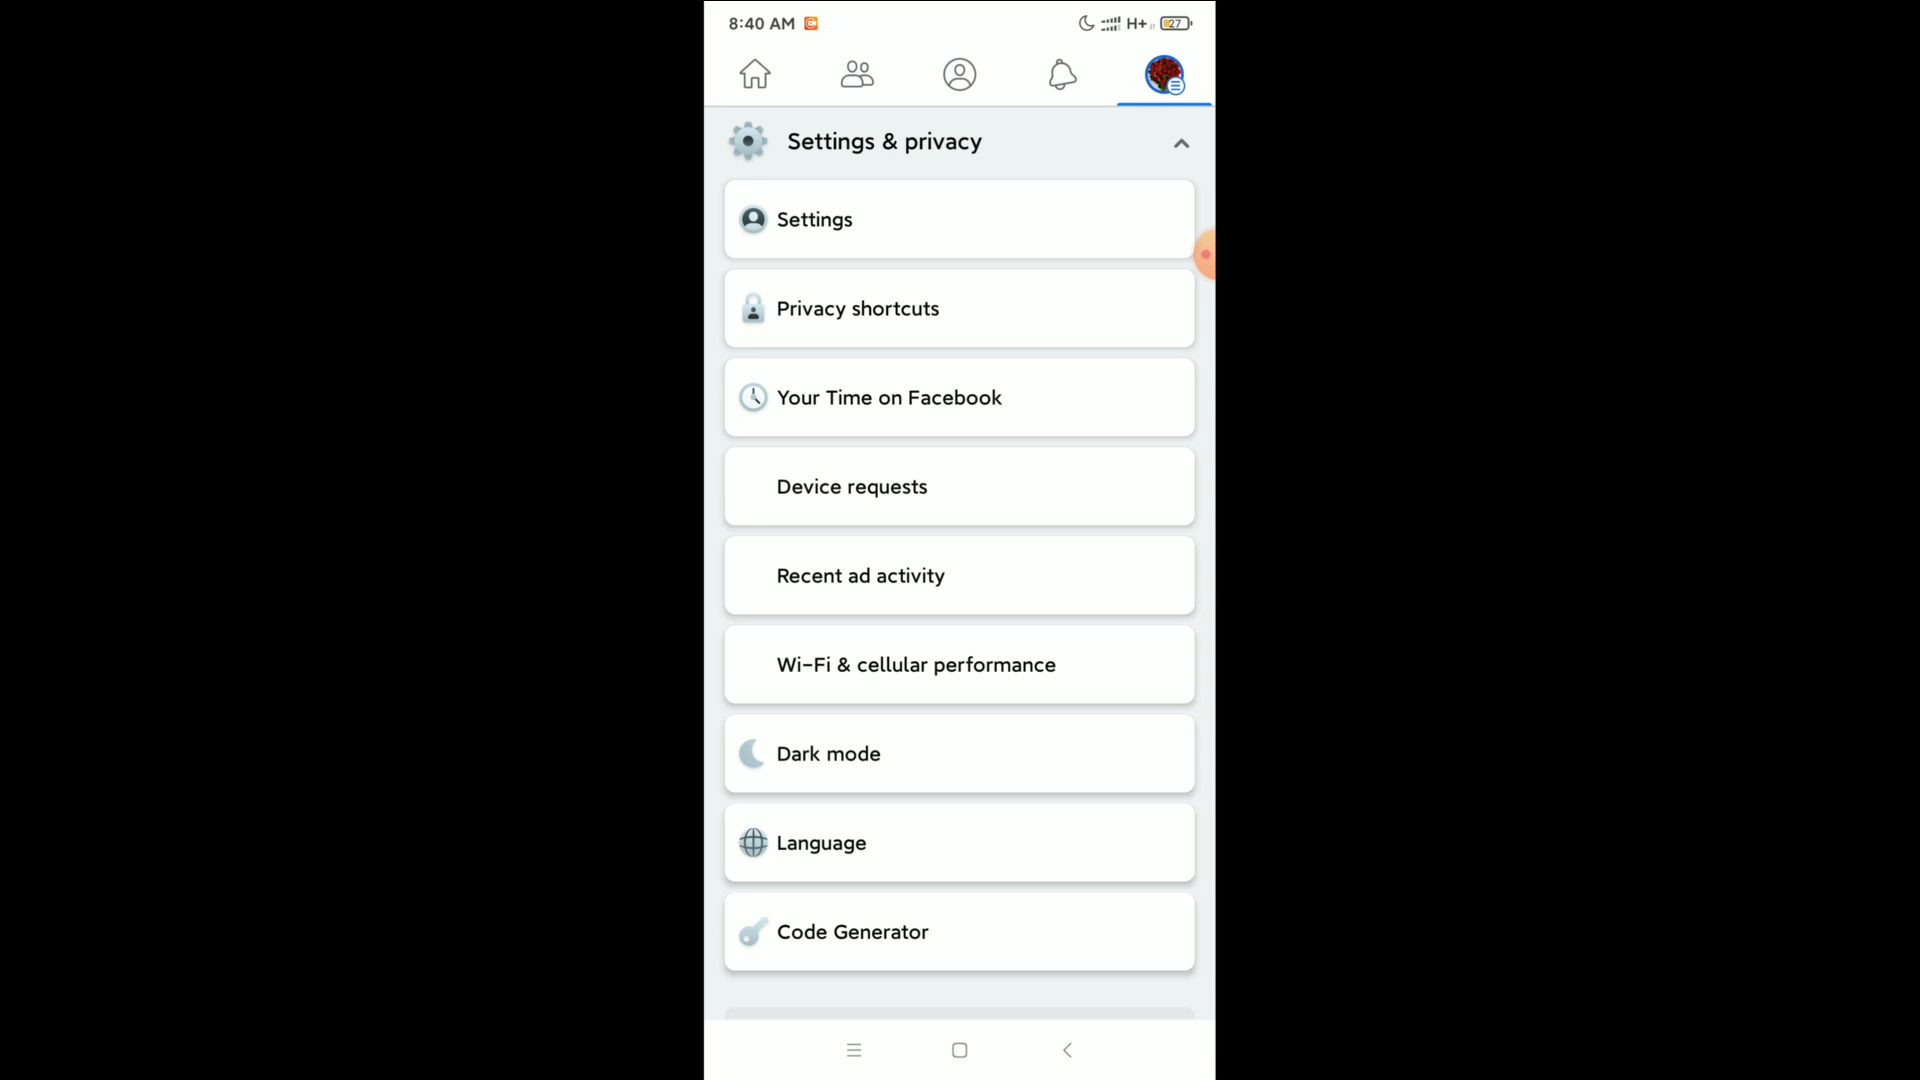 8:40 AM H+ 27
Settings & privacy
Settings
Privacy shortcuts
Your Time on Facebook
Device requests
Recent ad activity
Wi-Fi & cellular performance
Dark mode
Language
Code Generator